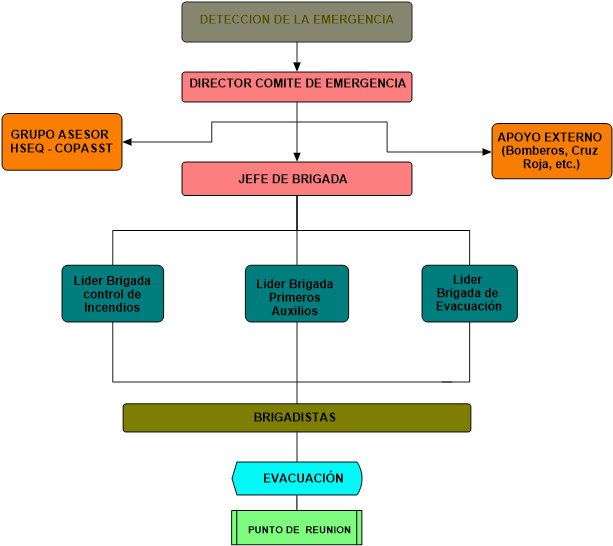 DETECCION DE LA EMERGENCIA
DIRECTOR COMITE DE EMERGENCIA
GRUPO ASESOR
HSEQ - COPASST
APOYO EXTERNO
(Bomberos, Cruz
Roja, etc.)
JEFE DE BRIGADA
Lider Brigada
control de
Incendios
Lider Brigada
Primeros
Auxilios
Lider
Brigada de
Evacuación
BRIGADISTAS
EVACUACIÓN
PUNTO DE REUNION